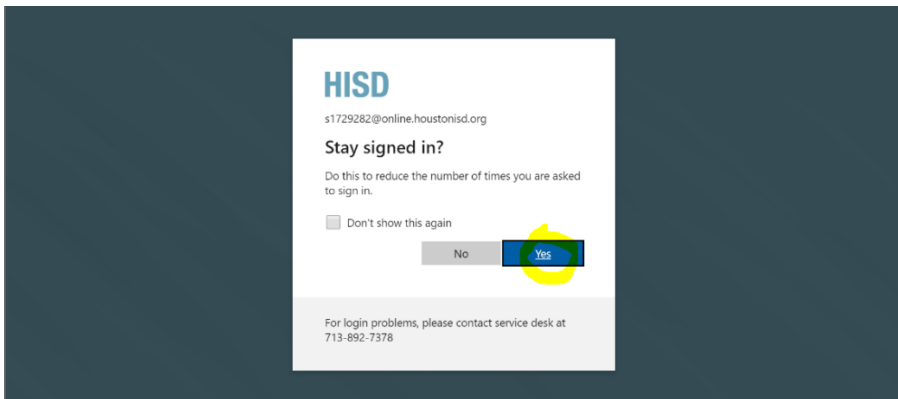 HISD
s1729282@online.houstonisd.org
Stay signed in?
Do this to reduce the number of times you are asked
to sign in.
Don't show this again
No
Yes
For login problems, please contact service desk at
713-892-7378